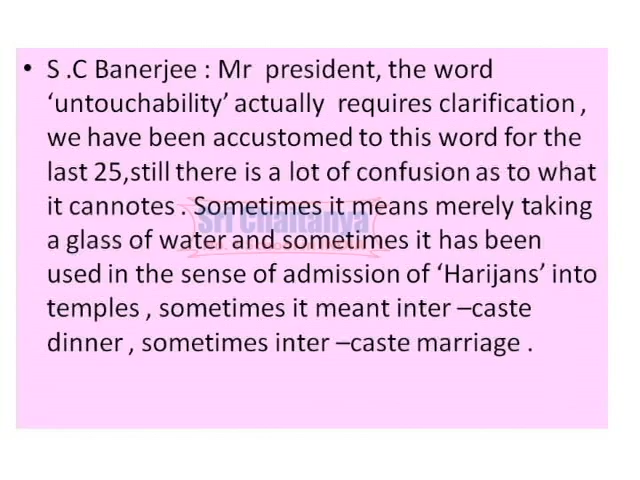 • S .C Banerjee : Mr  president, the word
‘untouchability’ actually  requires clarification ,
we have been accustomed to this word for the
last 25,still there is a lot of confusion as to what
it cannotes . Sometimes it means merely taking
Sri Chaitanya
a glass of water and sometimes it has been
used in the sense of admission of ‘Harijans’ into
temples , sometimes it meant inter –caste
dinner , sometimes inter –caste marriage .